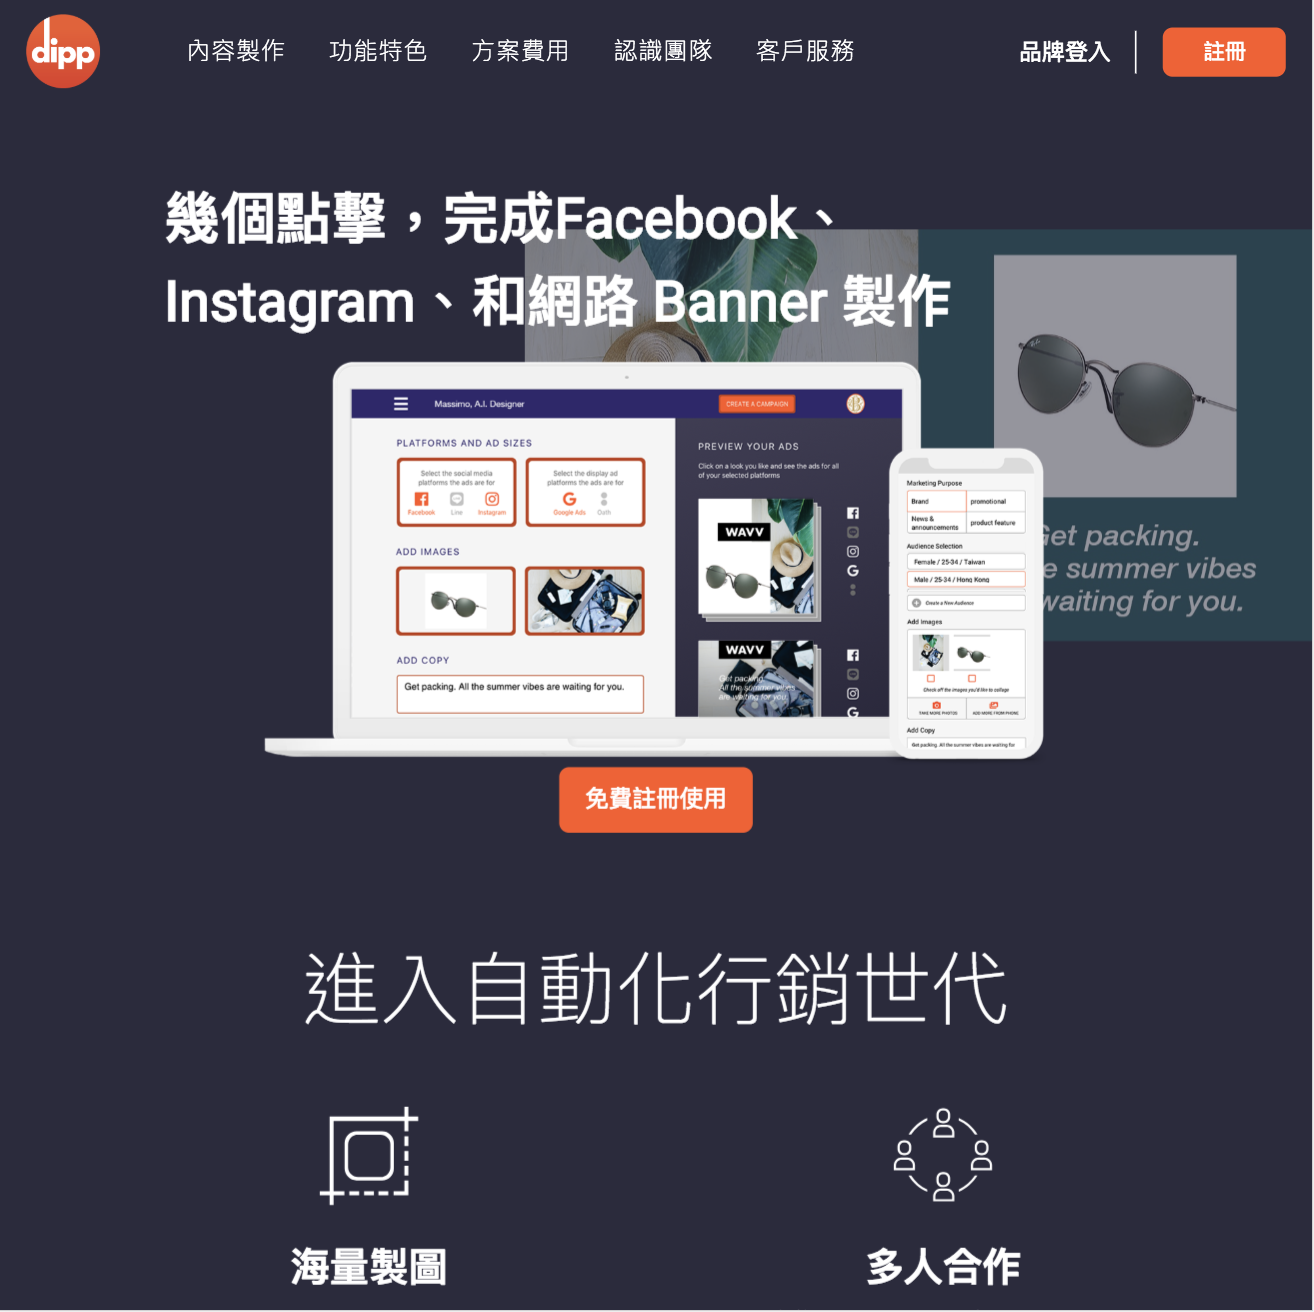 dipp
內容製作
功能特色
方案費用
認識團隊
客戶服務
品牌登入
註冊
幾個點擊，完成Facebook、
Instagram、和網路 Banner 製作
Massimo, A.I. Designer
CREATE A CAMPAIGN
PLATFORMS AND AD SIZES
Select the social media
platforms the ads are for
Facebook
Line
Instagram
Select the display ad
platforms the ads are for
Google Ads
Oath
ADD IMAGES
ADD COPY
Get packing. All the summer vibes are waiting for you.
PREVIEW YOUR ADS
Click on a look you like and see the ads for all
of your selected platforms
WAVV
WAVV
Get packing.
All the summer vibes
are waiting for you.
Marketing Purpose
Brand
promotional
News &
announcements
product feature
Audience Selection
Female / 25-34 / Taiwan
Male / 25-34 / Hong Kong
Create a New Audience
Add Images
Check off the images you'd like to collage
TAKE MORE PHOTOS
ADD MORE FROM PHONE
Add Copy
Get packing. All the summer vibes are waiting for
Get packing.
e summer vibes
waiting for you.
免費註冊使用
進入自動化行銷世代
海量製圖
多人合作